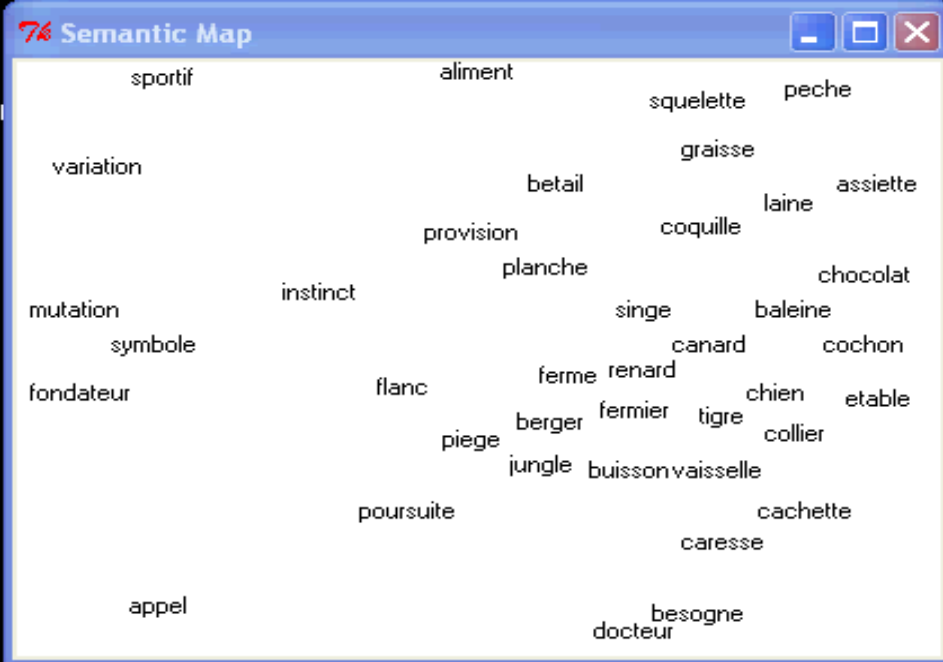 Semantic Map
aliment
sportif
peche
squelette
graisse
variation
betail
assiette
laine
coquille
provision
planche
chocolat
instinct
mutation
singe
baleine
symbole
canard
cochon
renard
ferme
flanc
fondateur
chien
etable
fermier
tigre
berger
collier
piege
jungle
buisson vaisselle
poursuite
cachette
caresse
appel
besogne
docteur